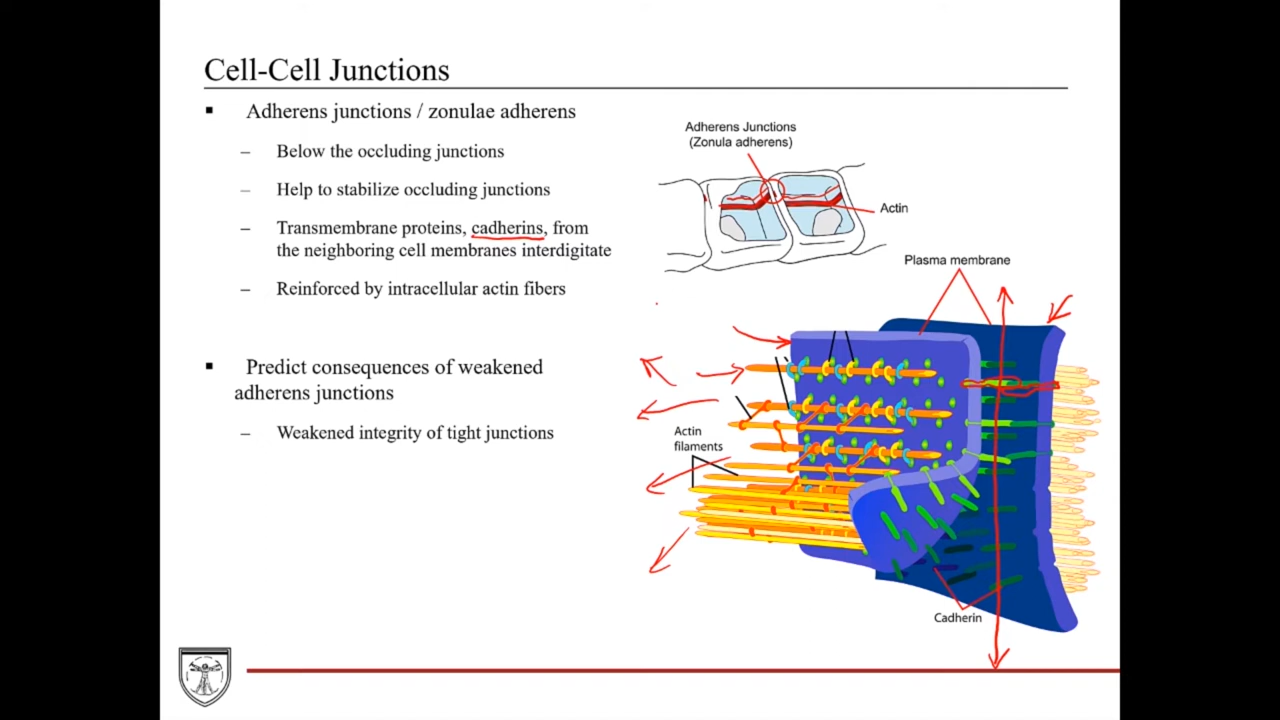 Cell-Cell Junctions
▪ Adherens junctions / zonulae adherens
– Below the occluding junctions
– Help to stabilize occluding junctions
– Transmembrane proteins, cadherins, from
the neighboring cell membranes interdigitate
– Reinforced by intracellular actin fibers
▪ Predict consequences of weakened
adherens junctions
– Weakened integrity of tight junctions
Adherens Junctions
(Zonula adherens)
Actin
Plasma membrane
Actin
filaments
Cadherin